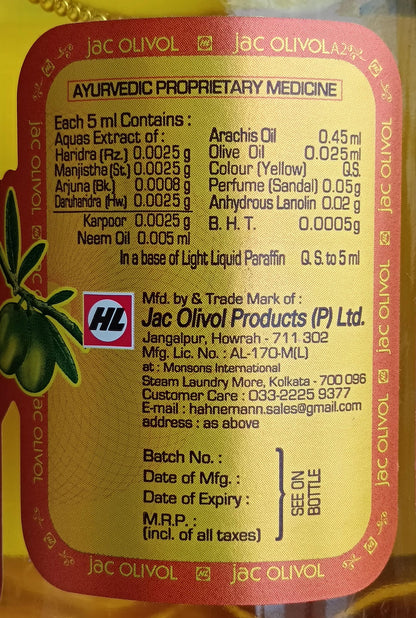 jac OLIVOL HL jac OLIVOL A2
AYURVEDIC PROPRIETARY MEDICINE
Each 5 ml Contains :
Aquas Extract of :
Haridra (Rz.) 0.0025 g
Manjistha (St.) 0.0025 g
Arjuna (Bk.) 0.0008 g
Daruharidra (Hw.) 0.0025 g
Karpoor 0.0025 g
Neem Oil 0.005 ml
Arachis Oil 0.45 ml
Olive Oil 0.025 ml
Colour (Yellow) Q.S.
Perfume (Sandal) 0.05 g
Anhydrous Lanolin 0.02 g
B. H. T. 0.0005g
In a base of Light Liquid Paraffin Q. S. to 5 ml
HL
Mfd. by & Trade Mark of :
Jac Olivol Products (P) Ltd.
Jangalpur, Howrah - 711 302
Mfg. Lic. No. : AL-170-M(L)
at : Monsons International
Steam Laundry More, Kolkata - 700 096
Customer Care : 033-2225 9377
E-mail : hahnemann.sales@gmail.com
address : as above
Batch No. :
Date of Mfg. :
Date of Expiry :
M.R.P. :
(incl. of all taxes)
SEE ON
BOTTLE
jac OLIVOL HL jac OLIVOL
jac OLIVOL
jac OLIVOL
jac OLIVOL
jac OLIVOL
jac OLIVOL
jac OLIVOL